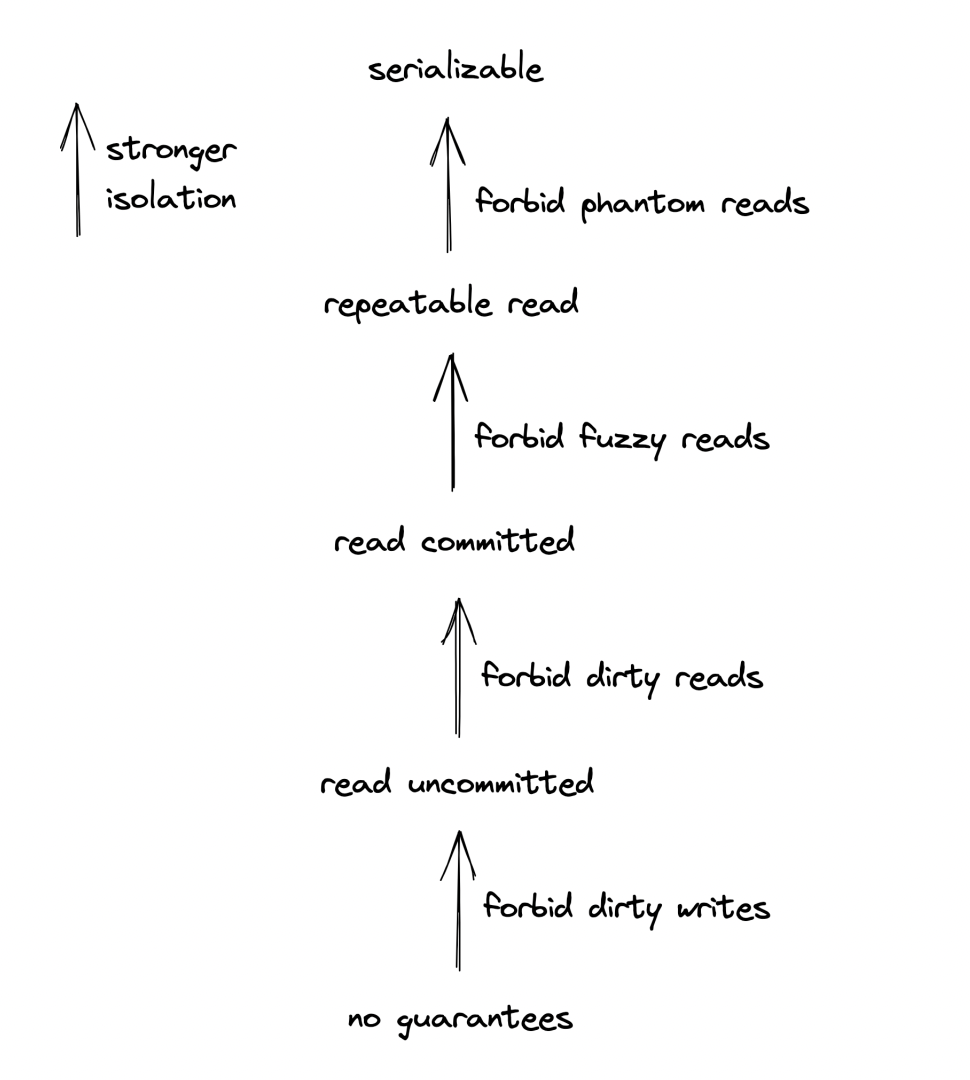 serializable
stronger
isolation
forbid phantom reads
repeatable read
forbid fuzzy reads
read committed
forbid dirty reads
read uncommitted
forbid dirty writes
no guarantees